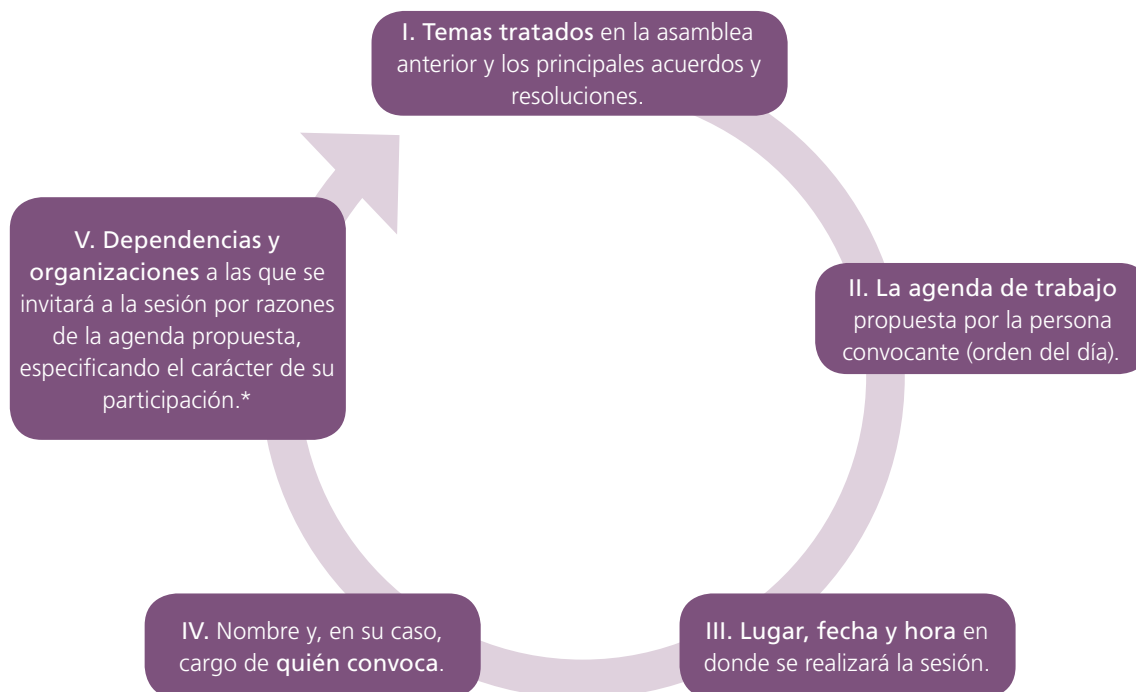 I. Temas tratados en la asamblea
anterior y los principales acuerdos y
resoluciones.
II. La agenda de trabajo
propuesta por la persona
convocante (orden del día).
III. Lugar, fecha y hora en
donde se realizará la sesión.
IV. Nombre y, en su caso,
cargo de quién convoca.
V. Dependencias y
organizaciones a las que se
invitará a la sesión por razones
de la agenda propuesta,
especificando el carácter de su
participación.*